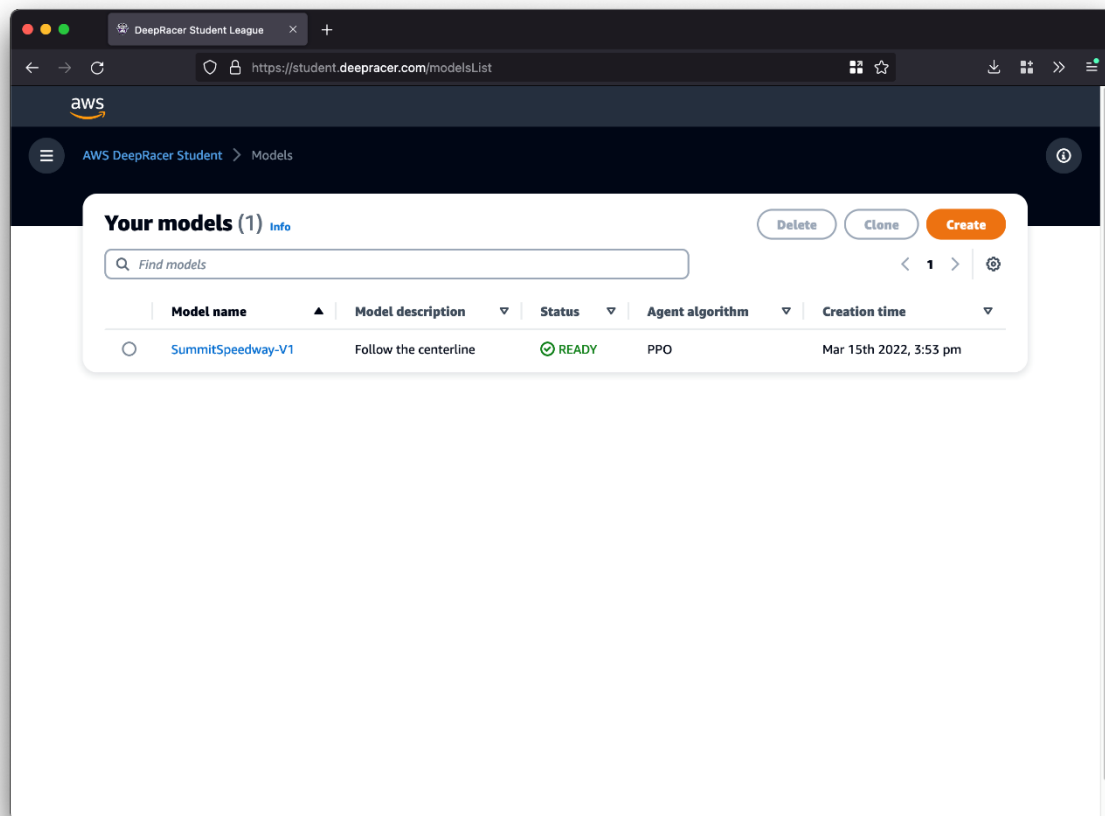 DeepRacer Student League
https://student.deepracer.com/modelsList
aws
AWS DeepRacer Student > Models
Your models (1) Info
Delete
Clone
Create
Find models
1
Model name Model description Status Agent algorithm Creation time
SummitSpeedway-V1 Follow the centerline READY PPO Mar 15th 2022, 3:53 pm